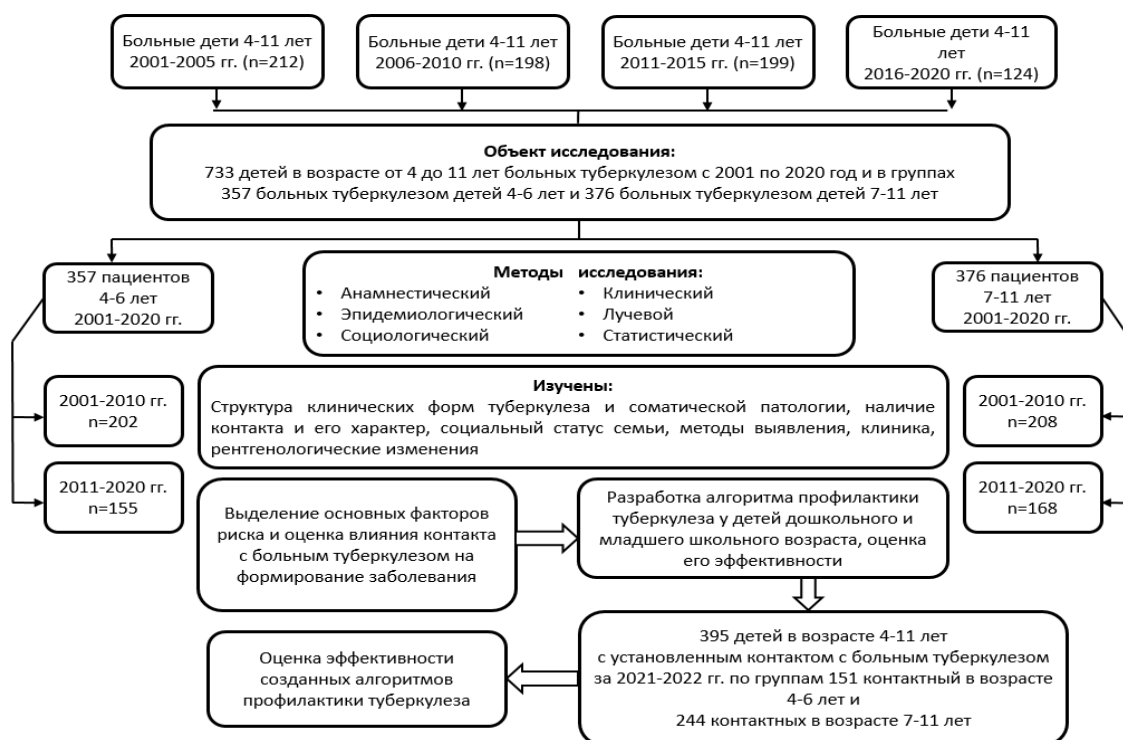 Больные дети 4-11 лет
2001-2005 гг. (n=212)
Больные дети 4-11 лет
2006-2010 гг. (n=198)
Больные дети 4-11 лет
2011-2015 гг. (n=199)
Больные дети 4-11
лет
2016-2020 гг. (n=124)
Объект исследования:
733 детей в возрасте от 4 до 11 лет больных туберкулезом с 2001 по 2020 год и в группах
357 больных туберкулезом детей 4-6 лет и 376 больных туберкулезом детей 7-11 лет
357 пациентов
4-6 лет
2001-2020 гг.
Методы исследования:
• Анамнестический
• Эпидемиологический
• Социологический
• Клинический
• Лучевой
• Статистический
376 пациентов
7-11 лет
2001-2020 гг.
2001-2010 гг.
n=202
2011-2020 гг.
n=155
Изучены:
Структура клинических форм туберкулеза и соматической патологии, наличие
контакта и его характер, социальный статус семьи, методы выявления, клиника,
рентгенологические изменения
2001-2010 гг.
n=208
2011-2020 гг.
n=168
Выделение основных факторов
риска и оценка влияния контакта
с больным туберкулезом на
формирование заболевания
Разработка алгоритма профилактики
туберкулеза у детей дошкольного и
младшего школьного возраста, оценка
его эффективности
395 детей в возрасте 4-11 лет
с установленным контактом с больным туберкулезом
за 2021-2022 гг. по группам 151 контактный в возрасте
4-6 лет и
244 контактных в возрасте 7-11 лет
Оценка эффективности
созданных алгоритмов
профилактики туберкулеза